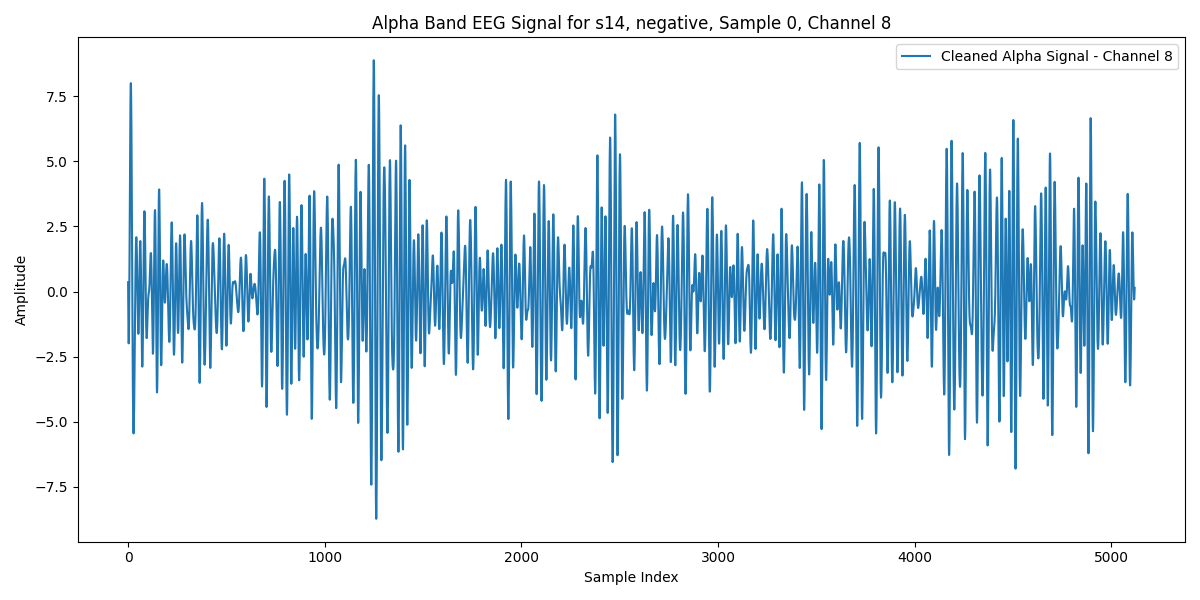 Alpha Band EEG Signal for s14, negative, Sample 0, Channel 8
Cleaned Alpha Signal - Channel 8
Amplitude
7.5
5.0
2.5
0.0
−2.5
−5.0
−7.5
0 1000 2000 3000 4000 5000
Sample Index